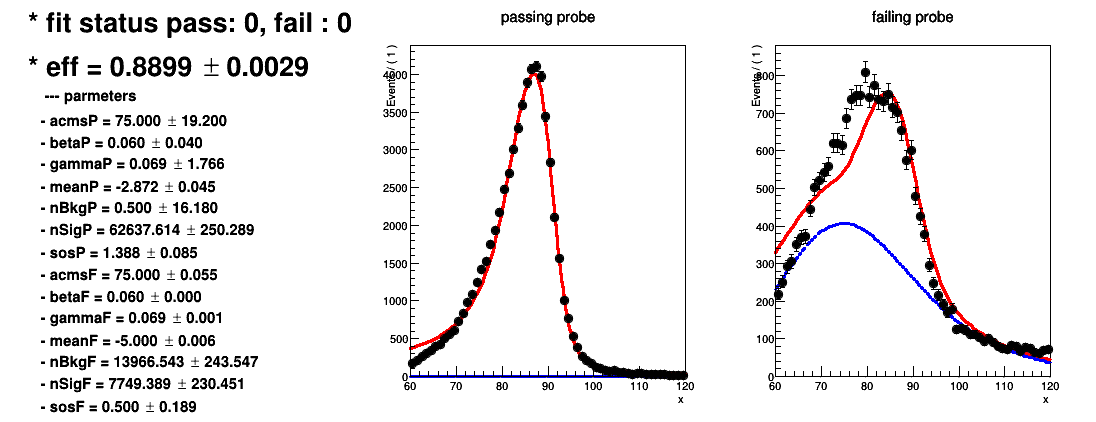 * fit status pass: 0, fail : 0
* eff = 0.8899 ± 0.0029
--- parmeters
- acmsP = 75.000 ± 19.200
- betaP = 0.060 ± 0.040
- gammaP = 0.069 ± 1.766
- meanP = -2.872 ± 0.045
- nBkgP = 0.500 ± 16.180
- nSigP = 62637.614 ± 250.289
- sosP = 1.388 ± 0.085
- acmsF = 75.000 ± 0.055
- betaF = 0.060 ± 0.000
- gammaF = 0.069 ± 0.001
- meanF = -5.000 ± 0.006
- nBkgF = 13966.543 ± 243.547
- nSigF = 7749.389 ± 230.451
- sosF = 0.500 ± 0.189
passing probe
Events / ( 1 )
4000
3500
3000
2500
2000
1500
1000
500
0
60 70 80 90 100 110 120
x
failing probe
Events / ( 1 )
800
700
600
500
400
300
200
100
0
60 70 80 90 100 110 120
x